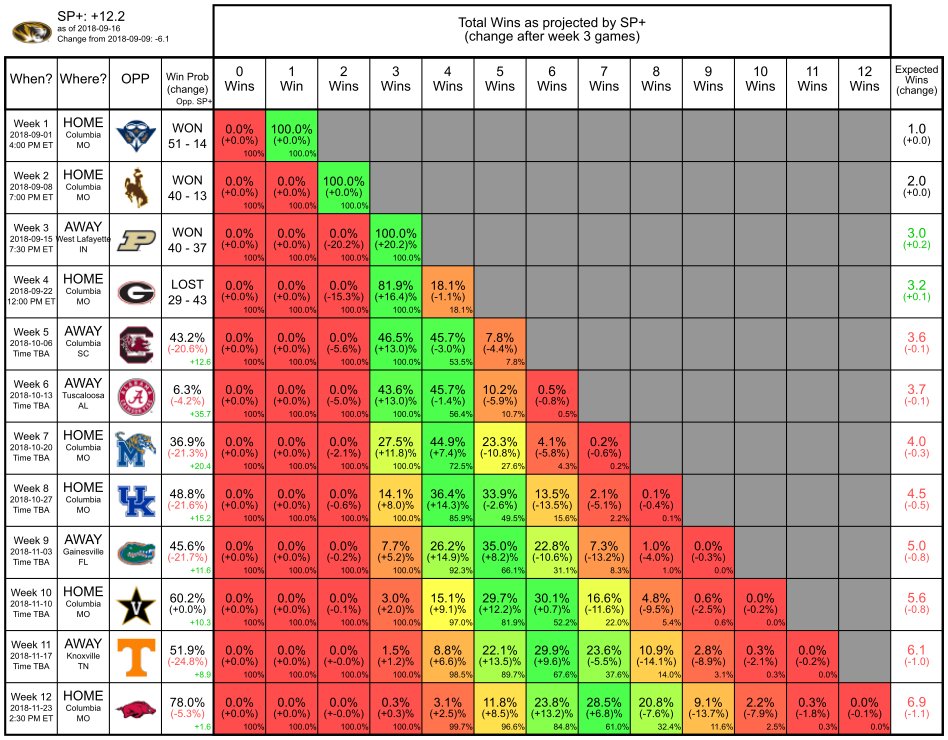 SP+: +12.2
as of 2018-09-16
Change from 2018-09-09: -6.1
Total Wins as projected by SP+
(change after week 3 games)
When? Where? OPP Win Prob (change) Opp. SP+ 0 Wins 1 Win 2 Wins 3 Wins 4 Wins 5 Wins 6 Wins 7 Wins 8 Wins 9 Wins 10 Wins 11 Wins 12 Wins Expected Wins (change)
Week 1 HOME WON 0.0% 100.0% 1.0
2018-09-01 Columbia 51 - 14 (+0.0%) (+0.0%) (+0.0)
4:00 PM ET MO 100% 100.0%
Week 2 HOME WON 0.0% 0.0% 100.0% 2.0
2018-09-08 Columbia 40 - 13 (+0.0%) (+0.0%) (+0.0%) (+0.0)
7:00 PM ET MO 100% 100.0% 100.0%
Week 3 AWAY WON 0.0% 0.0% 0.0% 100.0% 3.0
2018-09-15 West Lafayette P 40 - 37 (+0.0%) (+0.0%) (-20.2%) (+20.2%) (+0.2)
7:30 PM ET IN 100% 100.0% 100.0% 100.0%
Week 4 HOME LOST 0.0% 0.0% 0.0% 81.9% 18.1% 3.2
2018-09-22 Columbia G 29 - 43 (+0.0%) (+0.0%) (-15.3%) (+16.4%) (-1.1%) (+0.1)
12:00 PM ET MO 100% 100.0% 100.0% 100.0% 18.1%
Week 5 AWAY 43.2% 0.0% 0.0% 0.0% 46.5% 45.7% 7.8% 3.6
2018-10-06 Columbia C (-20.6%) (+0.0%) (+0.0%) (-5.6%) (+13.0%) (-3.0%) (-4.4%) (-0.1)
Time TBA SC +12.6 100% 100.0% 100.0% 100.0% 53.5% 7.8%
Week 6 AWAY 6.3% 0.0% 0.0% 0.0% 43.6% 45.7% 10.2% 0.5% 3.7
2018-10-13 Tuscaloosa A (-4.2%) (+0.0%) (+0.0%) (-5.0%) (+13.0%) (-1.4%) (-5.9%) (-0.8%) (-0.1)
Time TBA AL +35.7 100% 100.0% 100.0% 100.0% 56.4% 10.7% 0.5%
Week 7 HOME 36.9% 0.0% 0.0% 0.0% 27.5% 44.9% 23.3% 4.1% 0.2% 4.0
2018-10-20 Columbia M (-21.3%) (+0.0%) (+0.0%) (-2.1%) (+11.8%) (+7.4%) (-10.8%) (-5.8%) (-0.6%) (-0.3)
Time TBA MO +20.4 100% 100.0% 100.0% 100.0% 72.5% 27.6% 4.3% 0.2%
Week 8 HOME 48.8% 0.0% 0.0% 0.0% 14.1% 36.4% 33.9% 13.5% 2.1% 0.1% 4.5
2018-10-27 Columbia UK (-21.6%) (+0.0%) (+0.0%) (-0.6%) (+8.0%) (+14.3%) (-2.6%) (-13.5%) (-5.1%) (-0.4%) (-0.5)
Time TBA MO +15.2 100% 100.0% 100.0% 100.0% 85.9% 49.5% 15.6% 2.2% 0.1%
Week 9 AWAY 45.6% 0.0% 0.0% 0.0% 7.7% 26.2% 35.0% 22.8% 7.3% 1.0% 0.0% 5.0
2018-11-03 Gainesville (-21.7%) (+0.0%) (+0.0%) (-0.2%) (+5.2%) (+14.9%) (+8.2%) (-10.6%) (-13.2%) (-4.0%) (-0.3%) (-0.8)
Time TBA FL +11.6 100% 100.0% 100.0% 100.0% 92.3% 66.1% 31.1% 8.3% 1.0% 0.0%
Week 10 HOME 60.2% 0.0% 0.0% 0.0% 3.0% 15.1% 29.7% 30.1% 16.6% 4.8% 0.6% 0.0% 5.6
2018-11-10 Columbia V (+0.0%) (+0.0%) (+0.0%) (-0.1%) (+2.0%) (+9.1%) (+12.2%) (+0.7%) (-11.6%) (-9.5%) (-2.5%) (-0.2%) (-0.8)
Time TBA MO +10.3 100% 100.0% 100.0% 100.0% 97.0% 81.9% 52.2% 22.0% 5.4% 0.6% 0.0%
Week 11 AWAY 51.9% 0.0% 0.0% 0.0% 1.5% 8.8% 22.1% 29.9% 23.6% 10.9% 2.8% 0.3% 0.0% 6.1
2018-11-17 Knoxville T (-24.8%) (+0.0%) (+0.0%) (-0.0%) (+1.2%) (+6.6%) (+13.5%) (+9.6%) (-5.5%) (-14.1%) (-8.9%) (-2.1%) (-0.2%) (-1.0)
Time TBA TN +8.9 100% 100.0% 100.0% 100.0% 98.5% 89.7% 67.6% 37.6% 14.0% 3.1% 0.3% 0.0%
Week 12 HOME 78.0% 0.0% 0.0% 0.0% 0.3% 3.1% 11.8% 23.8% 28.5% 20.8% 9.1% 2.2% 0.3% 0.0% 6.9
2018-11-23 Columbia (-5.3%) (+0.0%) (+0.0%) (+0.0%) (+0.3%) (+2.5%) (+8.5%) (+13.2%) (+6.8%) (-7.6%) (-13.7%) (-7.9%) (-1.8%) (-0.1%) (-1.1)
2:30 PM ET MO +1.6 100% 100.0% 100.0% 100.0% 99.7% 96.6% 84.8% 61.0% 32.4% 11.6% 2.5% 0.3% 0.0%